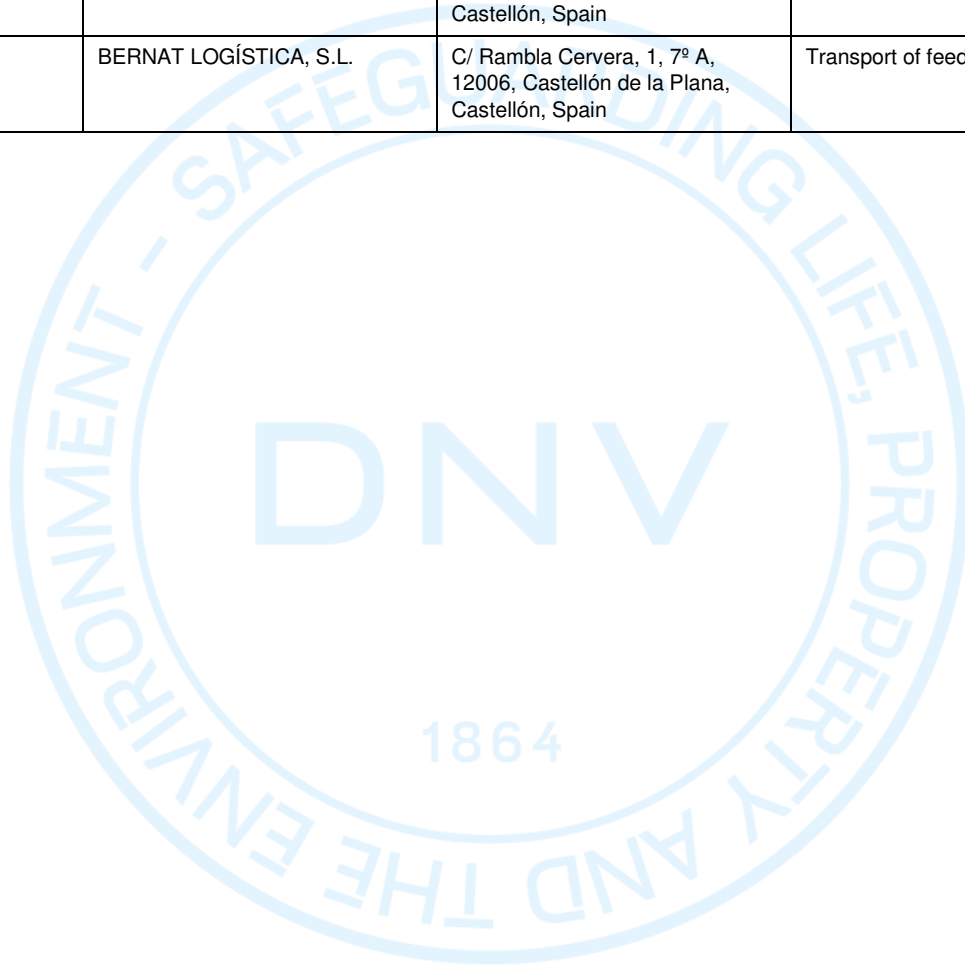 Castellón, Spain
BERNAT LOGÍSTICA, S.L.
C/ Rambla Cervera, 1, 7º A,
12006, Castellón de la Plana,
Castellón, Spain
Transport of feed
SAFEGUARDING LIFE, PROPERTY AND THE ENVIRONMENT -
DNV
1864